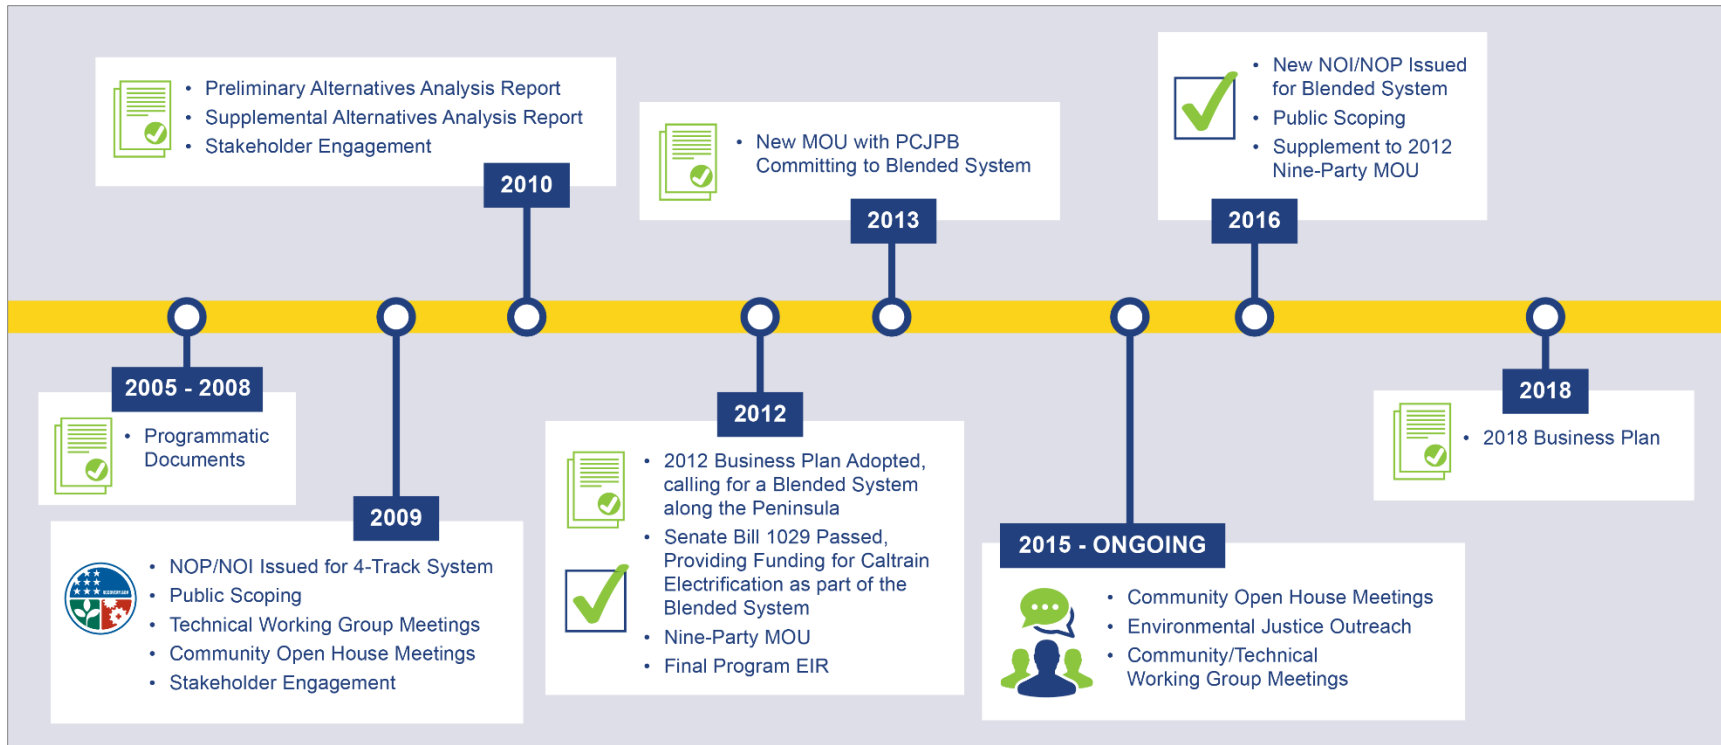 • Preliminary Alternatives Analysis Report
• Supplemental Alternatives Analysis Report
• Stakeholder Engagement
2010
• New MOU with PCJPB
Committing to Blended System
2013
• New NOI/NOP Issued
for Blended System
• Public Scoping
• Supplement to 2012
Nine-Party MOU
2016
2005 - 2008
• Programmatic
Documents
2009
• NOP/NOI Issued for 4-Track System
• Public Scoping
• Technical Working Group Meetings
• Community Open House Meetings
• Stakeholder Engagement
2012
• 2012 Business Plan Adopted,
calling for a Blended System
along the Peninsula
• Senate Bill 1029 Passed,
Providing Funding for Caltrain
Electrification as part of the
Blended System
• Nine-Party MOU
• Final Program EIR
2015 - ONGOING
• Community Open House Meetings
• Environmental Justice Outreach
• Community/Technical
Working Group Meetings
2018
• 2018 Business Plan